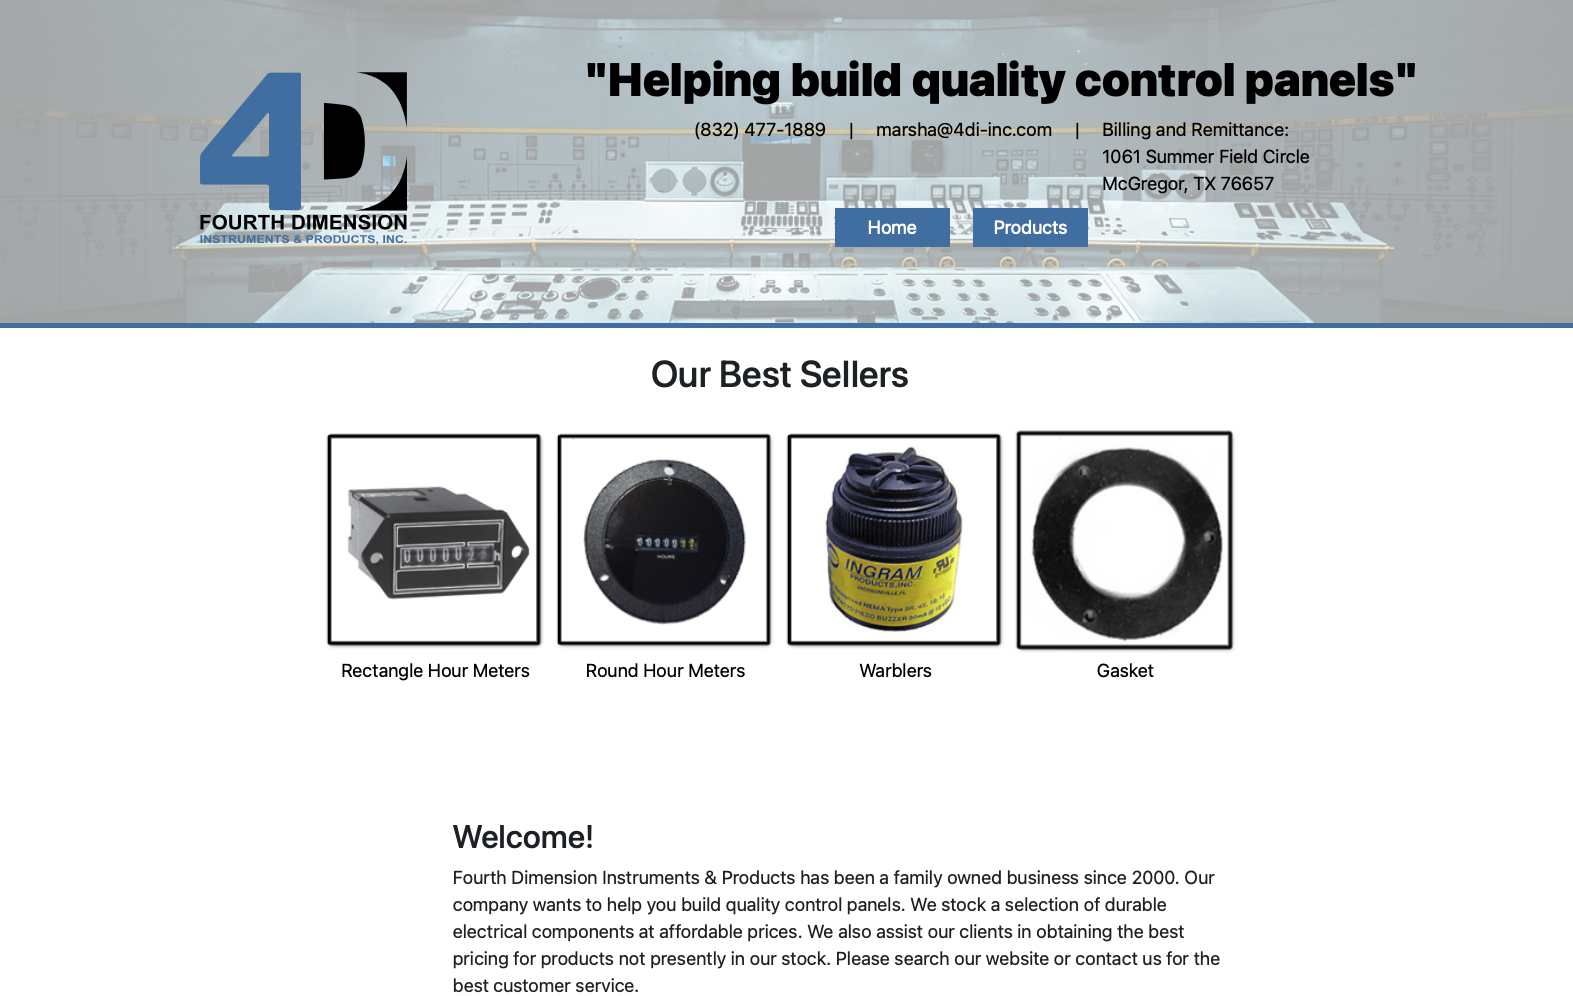 4D
FOURTH DIMENSION
INSTRUMENTS & PRODUCTS, INC.
"Helping build quality control panels"
(832) 477-1889 | marsha@4di-inc.com | Billing and Remittance:
1061 Summer Field Circle
McGregor, TX 76657
Home Products
Our Best Sellers
HOURS
INGRAM
PRODUCTS, INC.
JACKSONVILLE, FL
Rectangle Hour Meters Round Hour Meters Warblers Gasket
Welcome!
Fourth Dimension Instruments & Products has been a family owned business since 2000. Our
company wants to help you build quality control panels. We stock a selection of durable
electrical components at affordable prices. We also assist our clients in obtaining the best
pricing for products not presently in our stock. Please search our website or contact us for the
best customer service.